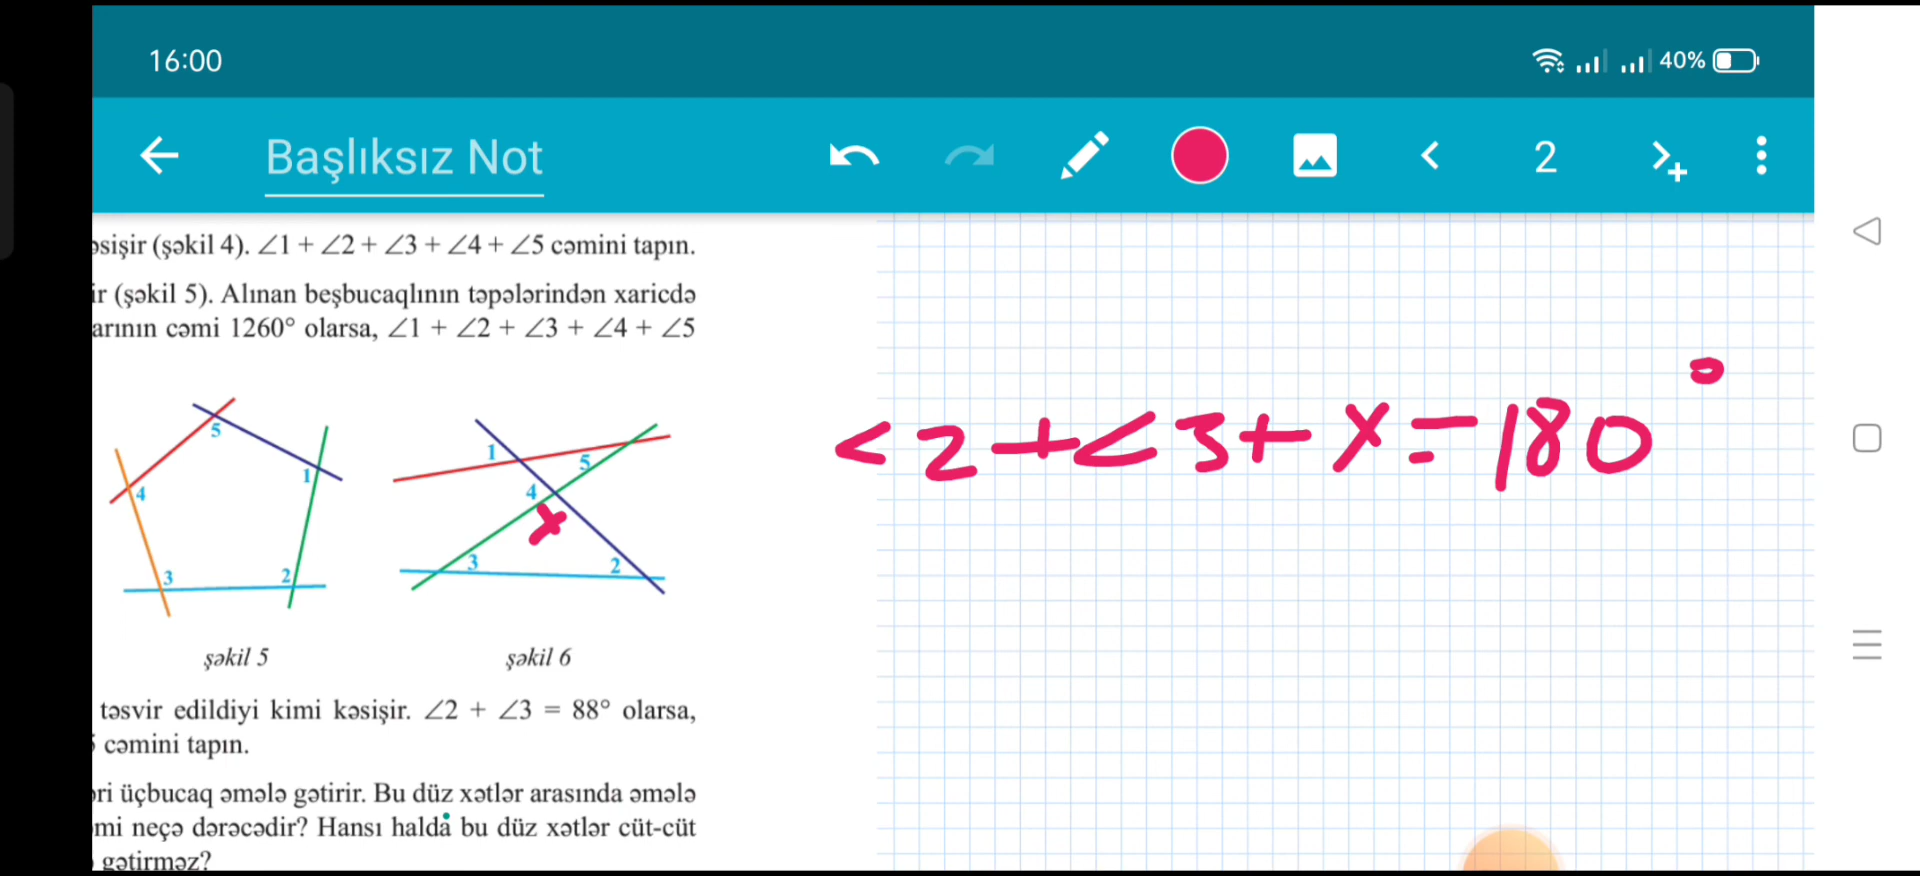 16:00
40%
Başlıksız Not
2
əsişir (şəkil 4). ∠1 + ∠2 + ∠3 + ∠4 + ∠5 cəmini tapın.
ir (şəkil 5). Alınan beşbucaqlının təpələrindən xaricdə
arının cəmi 1260° olarsa, ∠1 + ∠2 + ∠3 + ∠4 + ∠5
5
1
4
3
2
1
5
4
x
3
2
şəkil 5
şəkil 6
təsvir edildiyi kimi kəsişir. ∠2 + ∠3 = 88° olarsa,
5 cəmini tapın.
əri üçbucaq əmələ gətirir. Bu düz xətlər arasında əmələ
əmi neçə dərəcədir? Hansı halda bu düz xətlər cüt-cüt
gətirməz?
<2+<3+x=180°